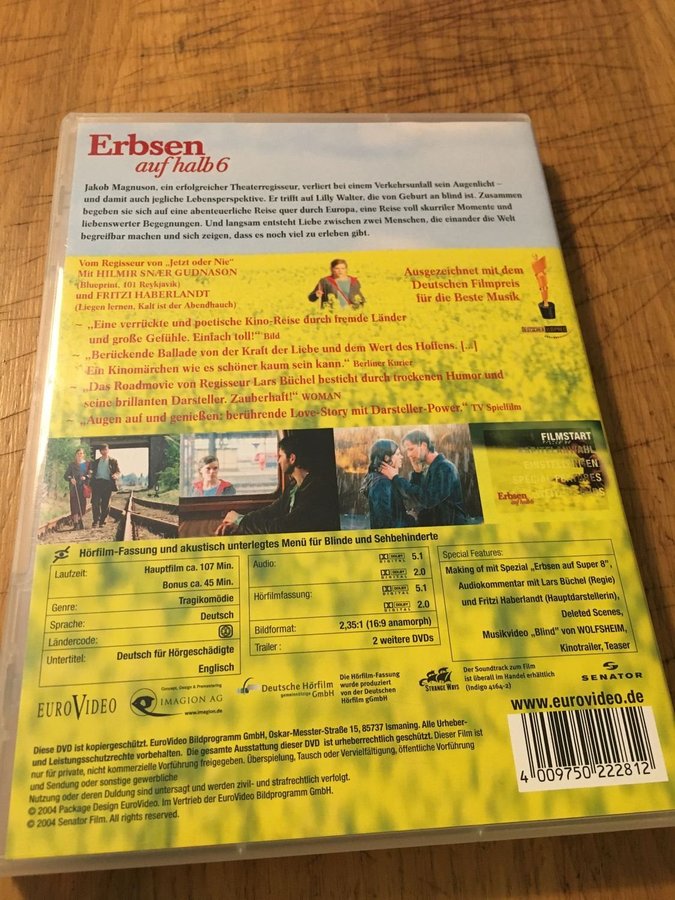 Erbsen
auf halb 6
Jakob Magnuson, ein erfolgreicher Theaterregisseur, verliert bei einem Verkehrsunfall sein Augenlicht –
und damit auch jegliche Lebensperspektive. Er trifft auf Lilly Walter, die von Geburt an blind ist. Zusammen
begeben sie sich auf eine abenteuerliche Reise quer durch Europa, eine Reise voll skurriler Momente und
liebenswerter Begegnungen. Und langsam entsteht Liebe zwischen zwei Menschen, die einander die Welt
begreifbar machen und sich zeigen, dass es noch viel zu erleben gibt.
Vom Regisseur von „Jetzt oder Nie"
Mit HILMIR SNÆR GUDNASON
(Blueprint, 101 Reykjavik)
und FRITZI HABERLANDT
(Liegen lernen, Kalt ist der Abendhauch)
Ausgezeichnet mit dem
Deutschen Filmpreis
für die Beste Musik
DEUTSCHER FILMPREIS
~ „Eine verrückte und poetische Kino-Reise durch fremde Länder
und große Gefühle. Einfach toll!" Bild
~ „Berückende Ballade von der Kraft der Liebe und dem Wert des Hoffens. [...]
Ein Kinomärchen wie es schöner kaum sein kann." Berliner Kurier
~ „Das Roadmovie von Regisseur Lars Büchel besticht durch trockenen Humor und
seine brillanten Darsteller. Zauberhaft!" WOMAN
~ „Augen auf und genießen: berührende Love-Story mit Darsteller-Power." TV Spielfilm
FILMSTART
EINSTELLUNGEN
Erbsen
auf halb 6
Hörfilm-Fassung und akustisch unterlegtes Menü für Blinde und Sehbehinderte
Laufzeit: Hauptfilm ca. 107 Min.
Bonus ca. 45 Min.
Genre: Tragikomödie
Sprache: Deutsch
Ländercode:
Untertitel: Deutsch für Hörgeschädigte
Englisch
Audio: DOLBY DIGITAL 5.1
DOLBY DIGITAL 2.0
Hörfilmfassung: DOLBY DIGITAL 5.1
DOLBY DIGITAL 2.0
Bildformat: 2,35:1 (16:9 anamorph)
Trailer : 2 weitere DVDs
Special Features:
Making of mit Spezial „Erbsen auf Super 8",
Audiokommentar mit Lars Büchel (Regie)
und Fritzi Haberlandt (Hauptdarstellerin),
Deleted Scenes,
Musikvideo „Blind" von WOLFSHEIM,
Kinotrailer, Teaser
EUROVIDEO
Concept, Design & Premastering
IMAGION AG
www.imagion.de
Deutsche Hörfilm
gemeinnützige GmbH
Die Hörfilm-Fassung
wurde produziert
von der Deutschen
Hörfilm gGmbH
STRANGE WAYS
Der Soundtrack zum Film
ist überall im Handel erhältlich
(Indigo 4164-2)
SENATOR
www.eurovideo.de
Diese DVD ist kopiergeschützt. EuroVideo Bildprogramm GmbH, Oskar-Messter-Straße 15, 85737 Ismaning. Alle Urheber-
und Leistungsschutzrechte vorbehalten. Die gesamte Ausstattung dieser DVD ist urheberrechtlich geschützt. Dieser Film ist
nur für private, nicht kommerzielle Vorführung freigegeben. Überspielung, Tausch oder Vervielfältigung, öffentliche Vorführung
und Sendung oder sonstige gewerbliche
Nutzung oder deren Duldung sind untersagt und werden zivil- und strafrechtlich verfolgt.
© 2004 Package Design EuroVideo. Im Vertrieb der EuroVideo Bildprogramm GmbH.
© 2004 Senator Film. All rights reserved.
4 009750 222812